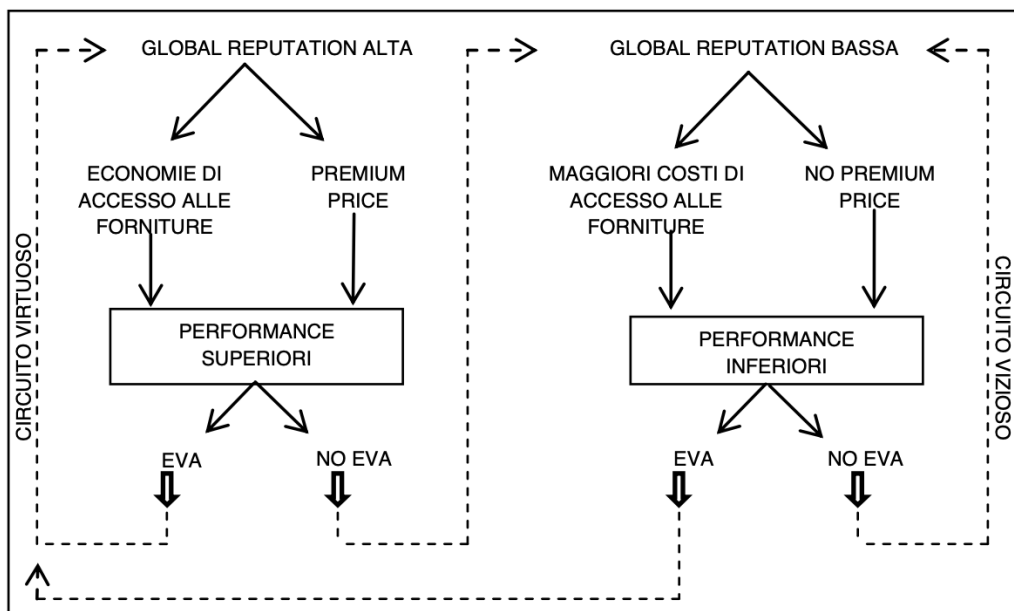 GLOBAL REPUTATION ALTA
GLOBAL REPUTATION BASSA
ECONOMIE DI
ACCESSO ALLE
FORNITURE
PREMIUM
PRICE
MAGGIORI COSTI DI
ACCESSO ALLE
FORNITURE
NO PREMIUM
PRICE
CIRCUITO VIRTUOSO
CIRCUITO VIZIOSO
PERFORMANCE
SUPERIORI
PERFORMANCE
INFERIORI
EVA
NO EVA
EVA
NO EVA